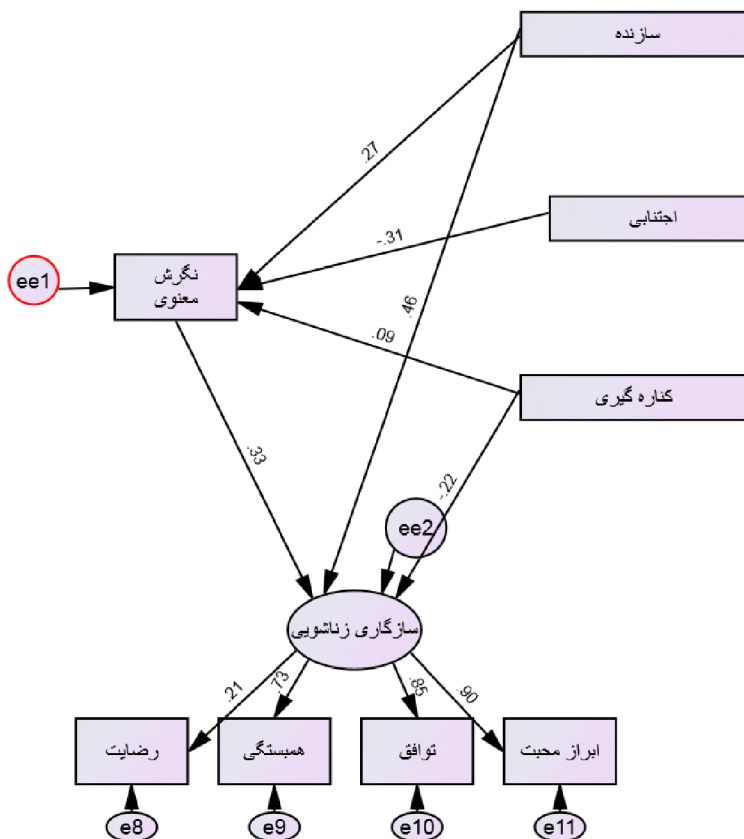 سازنده
.27
اجتنابی
-.31
نگرش
معنوی
ee1
.46
.09
کناره گیری
.33
-.22
ee2
سازگاری زناشویی
.21
.73
.85
.90
رضایت
همبستگی
توافق
ابراز محبت
e8
e9
e10
e11